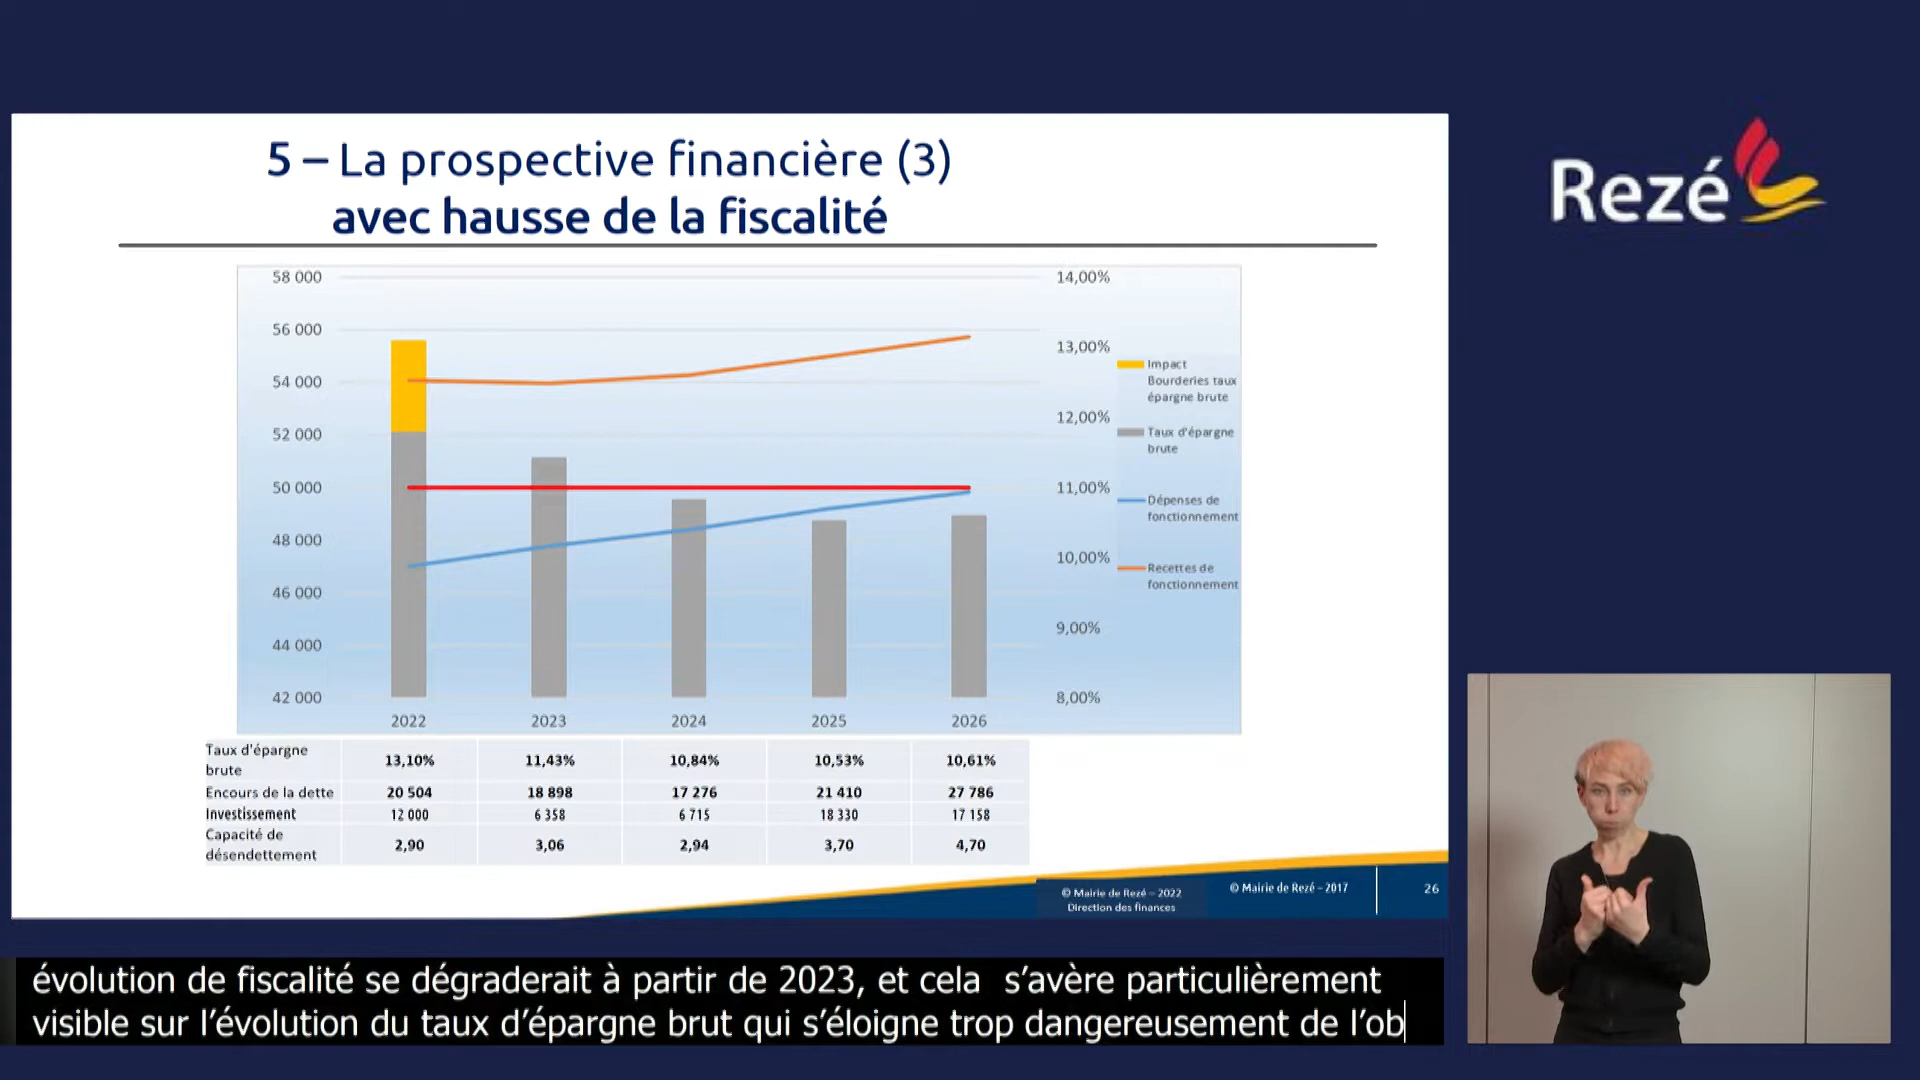 5 – La prospective financière (3)
avec hausse de la fiscalité
Rezé
58 000
56 000
54 000
52 000
50 000
48 000
46 000
44 000
42 000
14,00%
13,00%
12,00%
11,00%
10,00%
9,00%
8,00%
Impact
Bourderies taux
épargne brute
Taux d'épargne
brute
Dépenses de
fonctionnement
Recettes de
fonctionnement
2022 2023 2024 2025 2026
Taux d'épargne
brute 13,10% 11,43% 10,84% 10,53% 10,61%
Encours de la dette 20 504 18 898 17 276 21 410 27 786
Investissement 12 000 6 358 6 715 18 330 17 158
Capacité de
désendettement 2,90 3,06 2,94 3,70 4,70
© Mairie de Rezé – 2022
Direction des finances
© Mairie de Rezé – 2017
26
évolution de fiscalité se dégraderait à partir de 2023, et cela s’avère particulièrement
visible sur l’évolution du taux d’épargne brut qui s’éloigne trop dangereusement de l’ob